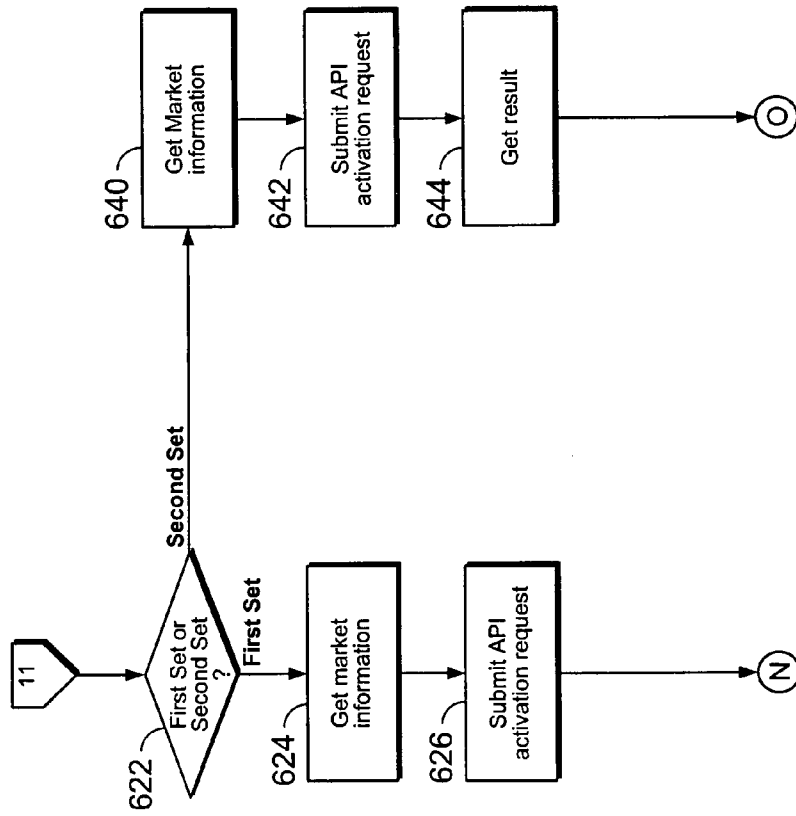 11
622
First Set or
Second Set
?
Second Set
First Set
624
Get market
information
626
Submit API
activation request
N
640
Get Market
information
642
Submit API
activation request
644
Get result
O